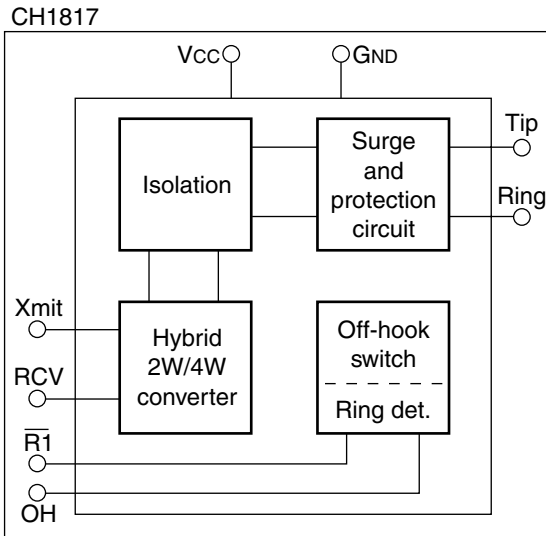 CH1817
VCC
GND
Tip
Ring
Isolation
Surge
and
protection
circuit
Xmit
RCV
R̅1̅
OH
Hybrid
2W/4W
converter
Off-hook
switch
Ring det.